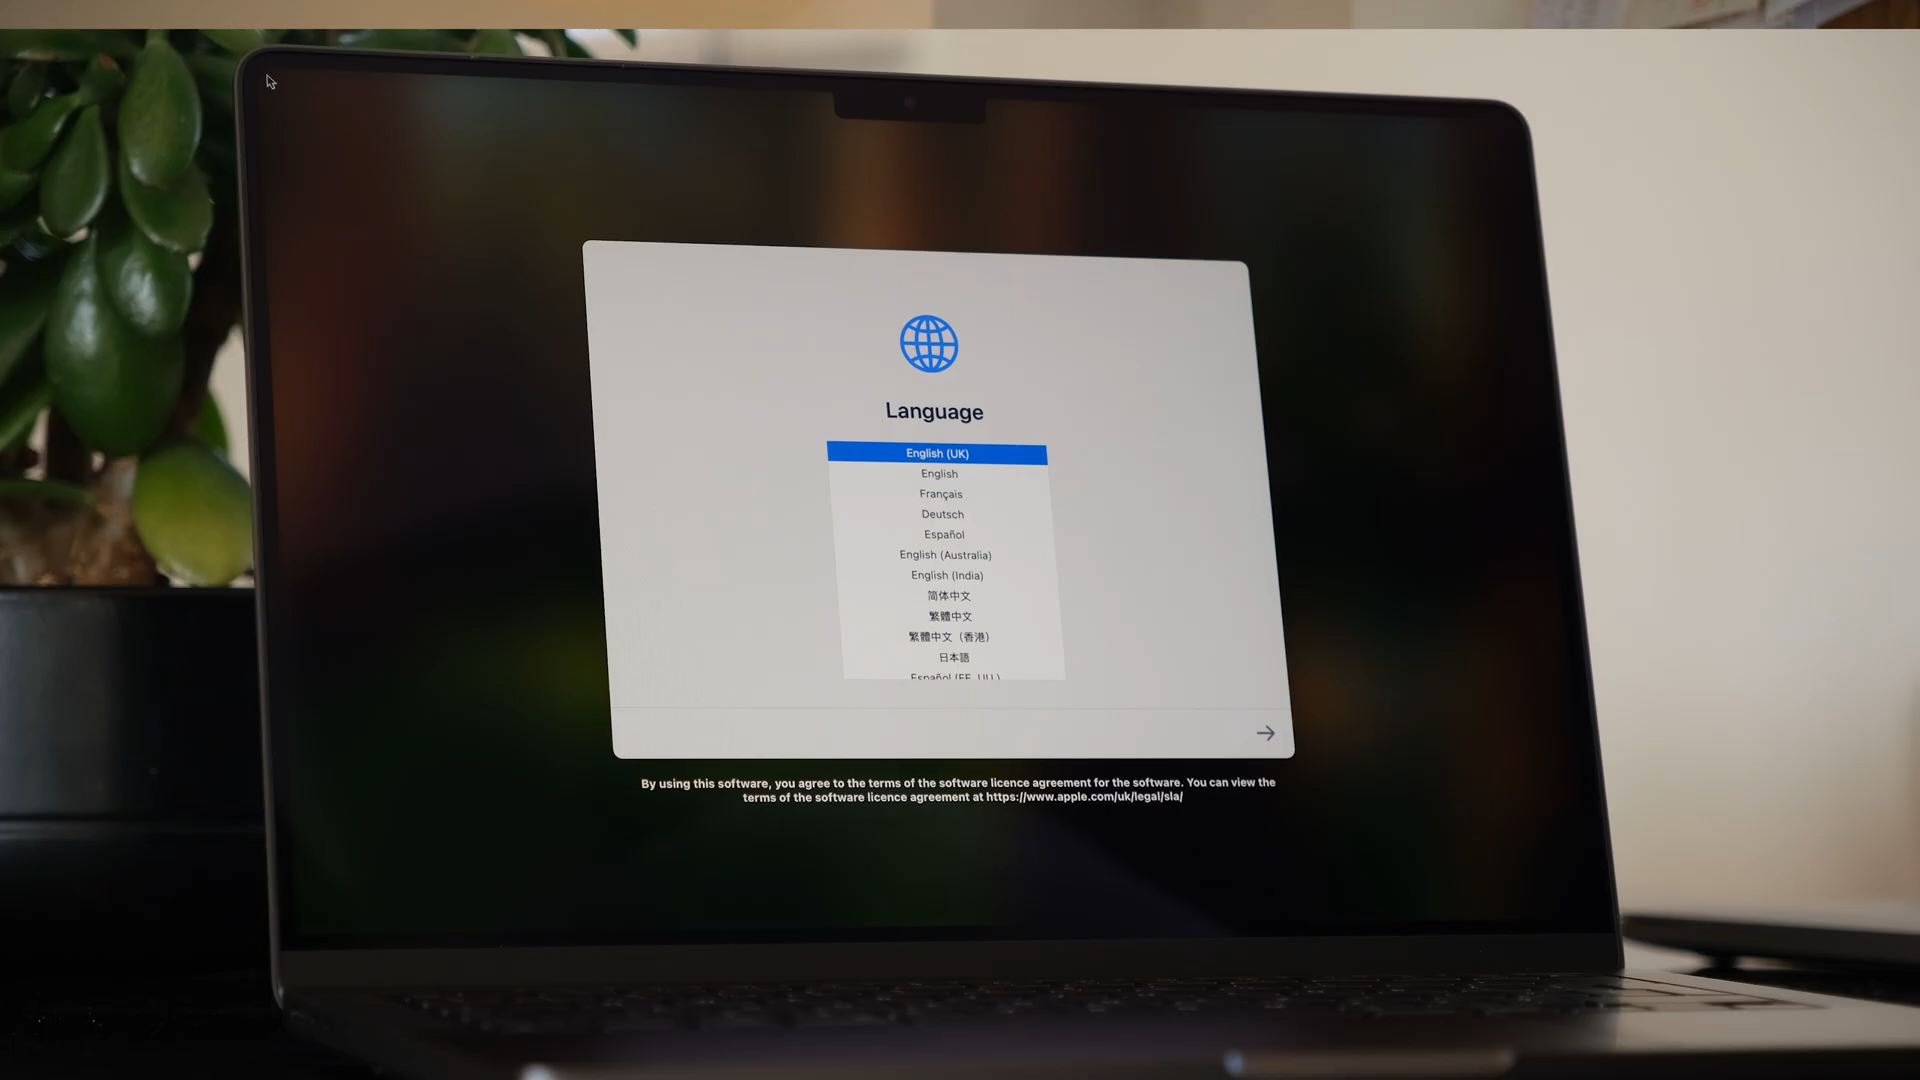 Language
English (UK)
English
Français
Deutsch
Español
English (Australia)
English (India)
简体中文
繁體中文
繁體中文（香港）
日本語
Español (EE. UU.)
By using this software, you agree to the terms of the software licence agreement for the software. You can view the
terms of the software licence agreement at https://www.apple.com/uk/legal/sla/